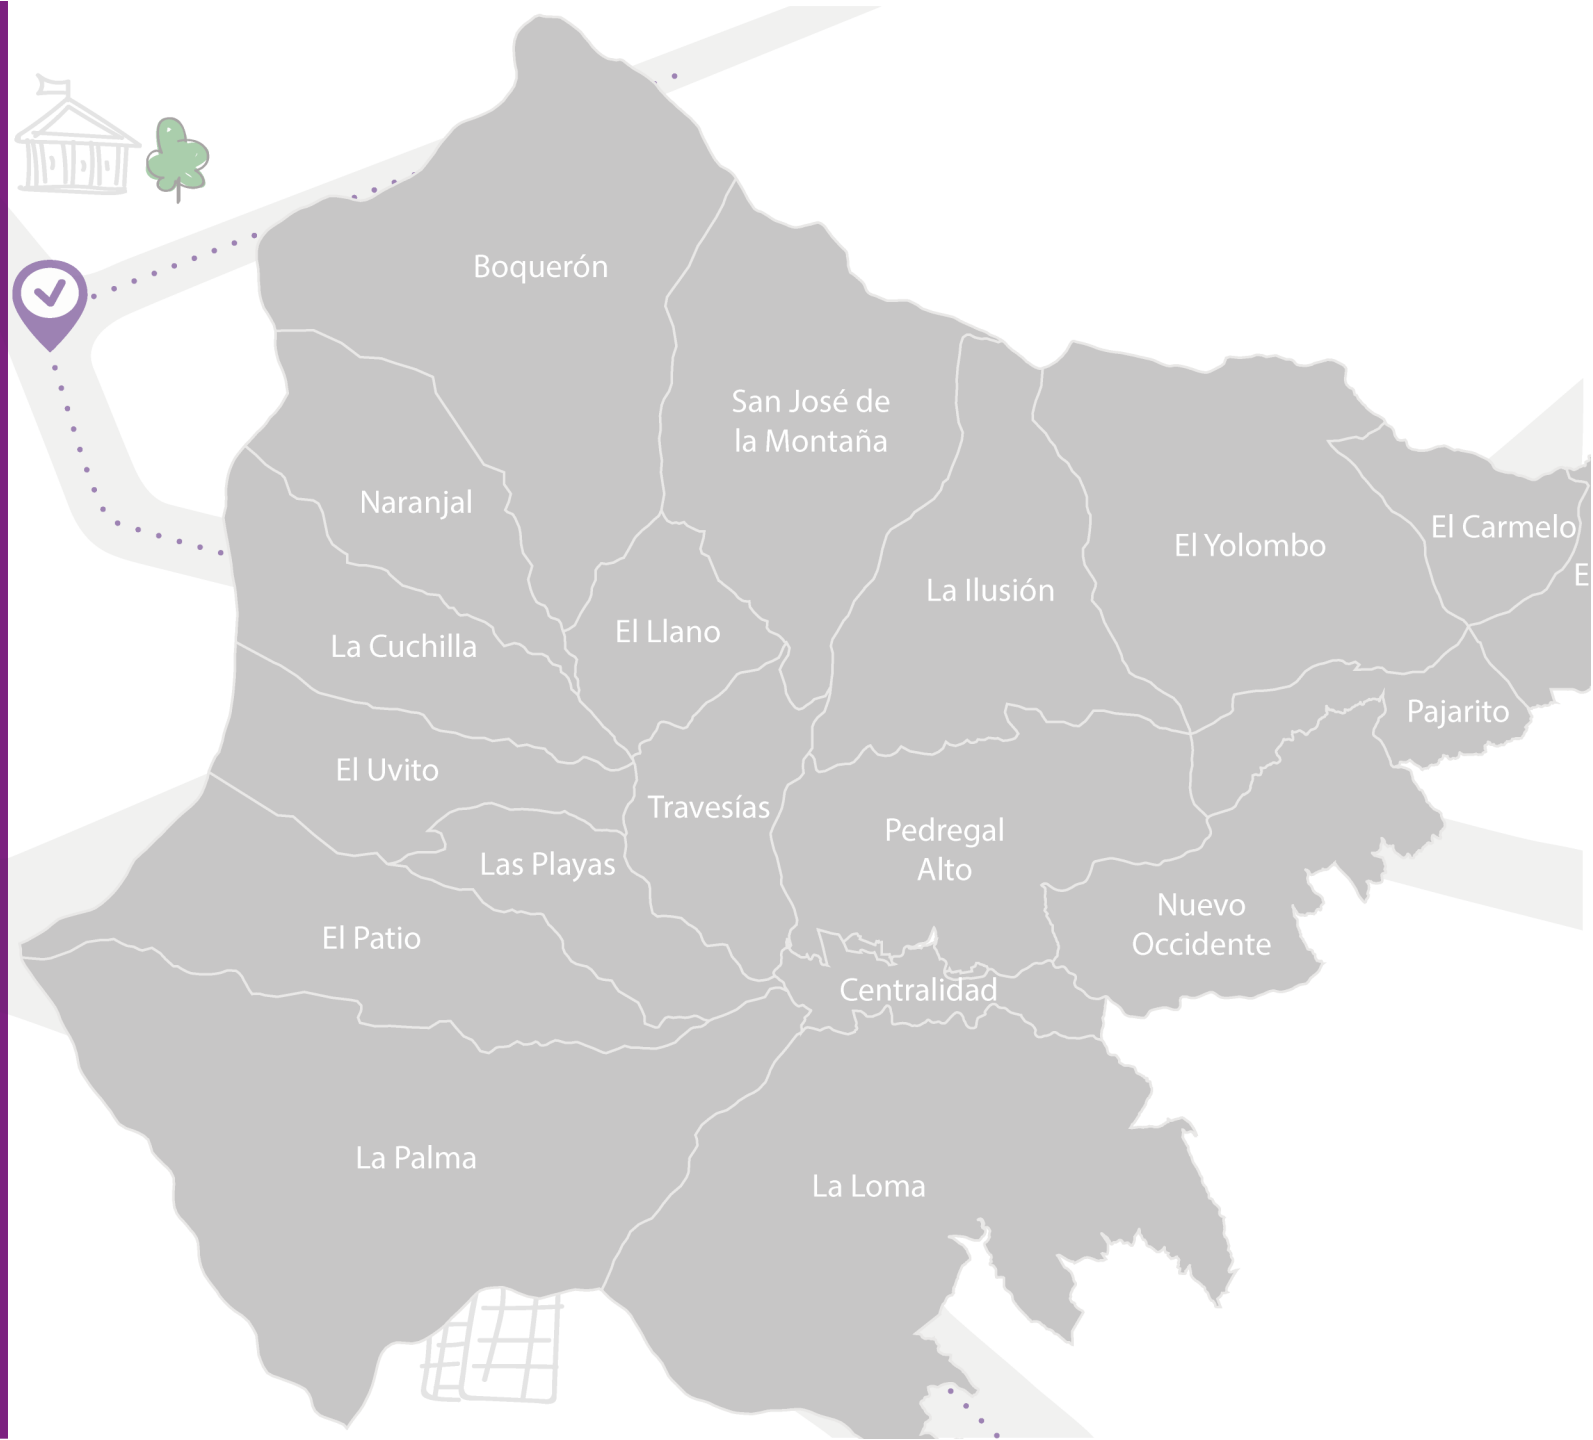 Boquerón
San José de
la Montaña
Naranjal
El Carmelo
El Yolombo
E
La Ilusión
El Llano
La Cuchilla
Pajarito
El Uvito
Travesías
Pedregal
Alto
Las Playas
Nuevo
Occidente
El Patio
Centralidad
La Palma
La Loma